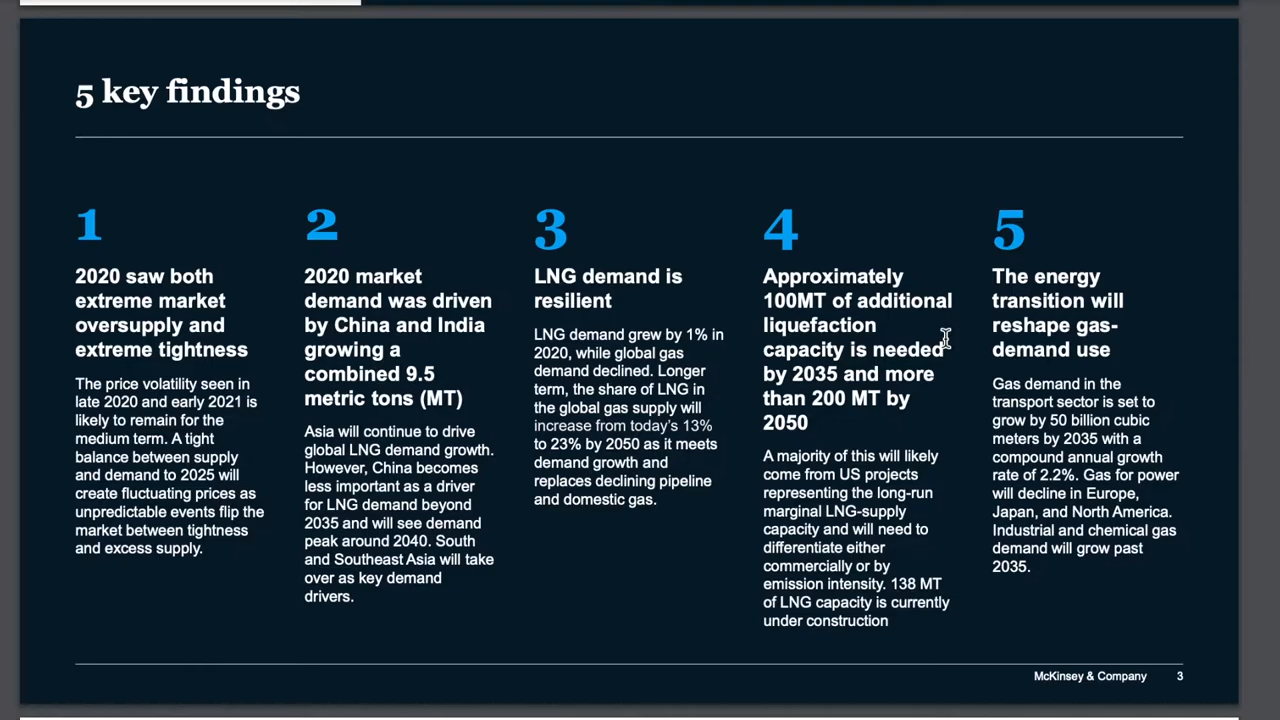 5 key findings
1
2020 saw both
extreme market
oversupply and
extreme tightness
The price volatility seen in
late 2020 and early 2021 is
likely to remain for the
medium term. A tight
balance between supply
and demand to 2025 will
create fluctuating prices as
unpredictable events flip the
market between tightness
and excess supply.
2
2020 market
demand was driven
by China and India
growing a
combined 9.5
metric tons (MT)
Asia will continue to drive
global LNG demand growth.
However, China becomes
less important as a driver
for LNG demand beyond
2035 and will see demand
peak around 2040. South
and Southeast Asia will take
over as key demand
drivers.
3
LNG demand is
resilient
LNG demand grew by 1% in
2020, while global gas
demand declined. Longer
term, the share of LNG in
the global gas supply will
increase from today's 13%
to 23% by 2050 as it meets
demand growth and
replaces declining pipeline
and domestic gas.
4
Approximately
100MT of additional
liquefaction
capacity is needed
by 2035 and more
than 200 MT by
2050
A majority of this will likely
come from US projects
representing the long-run
marginal LNG-supply
capacity and will need to
differentiate either
commercially or by
emission intensity. 138 MT
of LNG capacity is currently
under construction
5
The energy
transition will
reshape gas-
demand use
Gas demand in the
transport sector is set to
grow by 50 billion cubic
meters by 2035 with a
compound annual growth
rate of 2.2%. Gas for power
will decline in Europe,
Japan, and North America.
Industrial and chemical gas
demand will grow past
2035.
McKinsey & Company 3